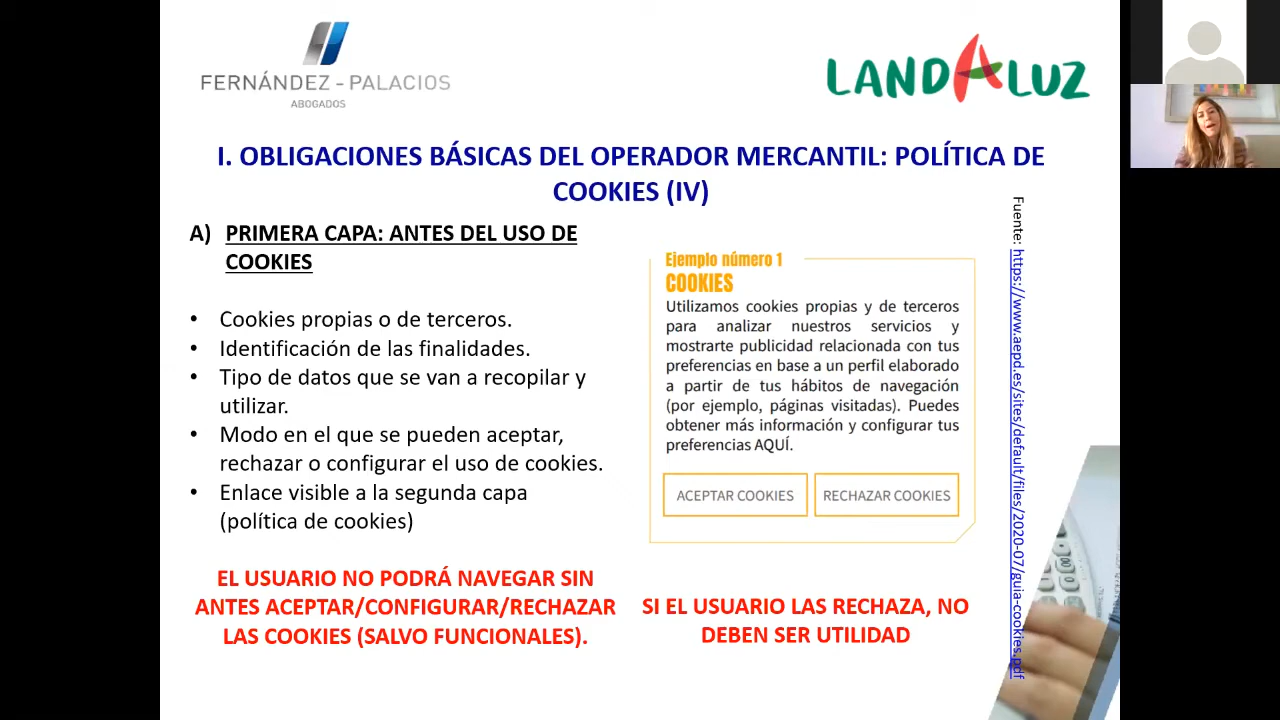 FERNÁNDEZ - PALACIOS
ABOGADOS
LANDALUZ
I. OBLIGACIONES BÁSICAS DEL OPERADOR MERCANTIL: POLÍTICA DE
COOKIES (IV)
A) PRIMERA CAPA: ANTES DEL USO DE
COOKIES
• Cookies propias o de terceros.
• Identificación de las finalidades.
• Tipo de datos que se van a recopilar y
utilizar.
• Modo en el que se pueden aceptar,
rechazar o configurar el uso de cookies.
• Enlace visible a la segunda capa
(política de cookies)
EL USUARIO NO PODRÁ NAVEGAR SIN
ANTES ACEPTAR/CONFIGURAR/RECHAZAR
LAS COOKIES (SALVO FUNCIONALES).
Ejemplo número 1
COOKIES
Utilizamos cookies propias y de terceros
para analizar nuestros servicios y
mostrarte publicidad relacionada con tus
preferencias en base a un perfil elaborado
a partir de tus hábitos de navegación
(por ejemplo, páginas visitadas). Puedes
obtener más información y configurar tus
preferencias AQUÍ.
ACEPTAR COOKIES
RECHAZAR COOKIES
SI EL USUARIO LAS RECHAZA, NO
DEBEN SER UTILIDAD
Fuente: https://www.aepd.es/sites/default/files/2020-07/guia-cookies.pdf